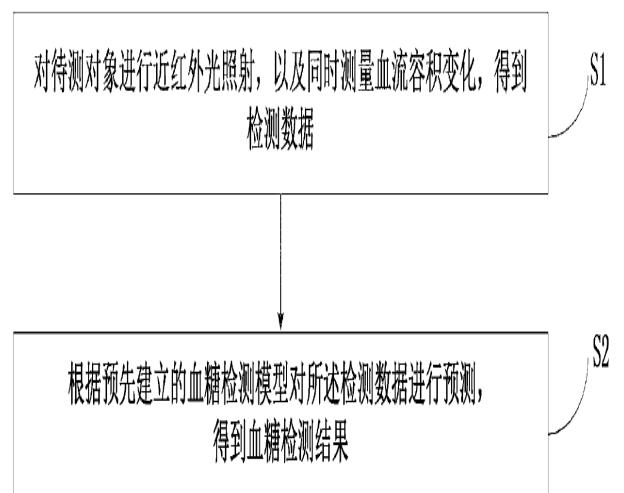 对待测对象进行近红外光照射，以及同时测量血流容积变化，得到
检测数据
S1
根据预先建立的血糖检测模型对所述检测数据进行预测，
得到血糖检测结果
S2